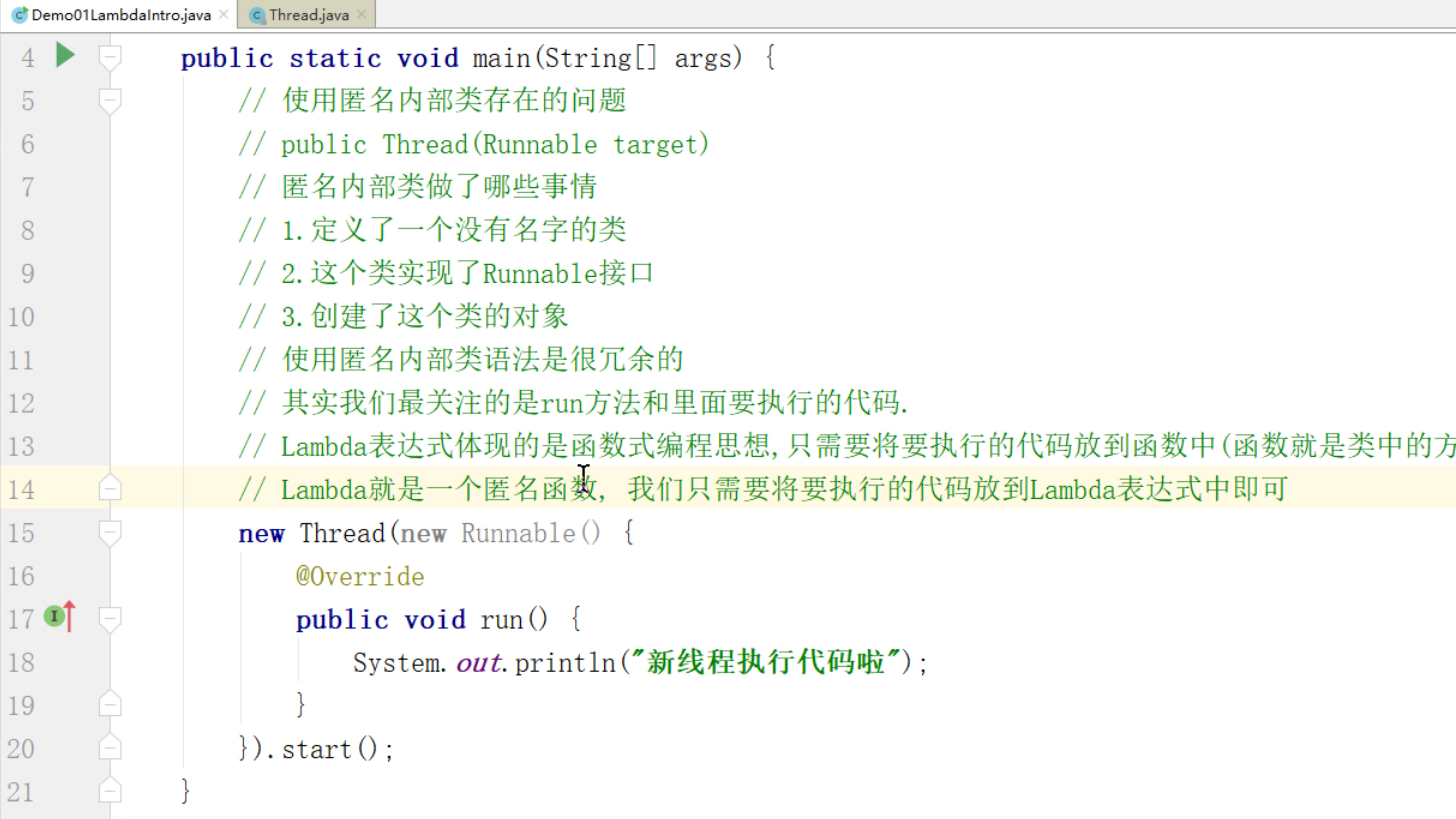 Demo01LambdaIntro.java Thread.java
4 public static void main(String[] args) {
5 // 使用匿名内部类存在的问题
6 // public Thread(Runnable target)
7 // 匿名内部类做了哪些事情
8 // 1.定义了一个没有名字的类
9 // 2.这个类实现了Runnable接口
10 // 3.创建了这个类的对象
11 // 使用匿名内部类语法是很冗余的
12 // 其实我们最关注的是run方法和里面要执行的代码.
13 // Lambda表达式体现的是函数式编程思想,只需要将要执行的代码放到函数中(函数就是类中的方
14 // Lambda就是一个匿名函数, 我们只需要将要执行的代码放到Lambda表达式中即可
15 new Thread(new Runnable() {
16 @Override
17 public void run() {
18 System.out.println("新线程执行代码啦");
19 }
20 }).start();
21 }